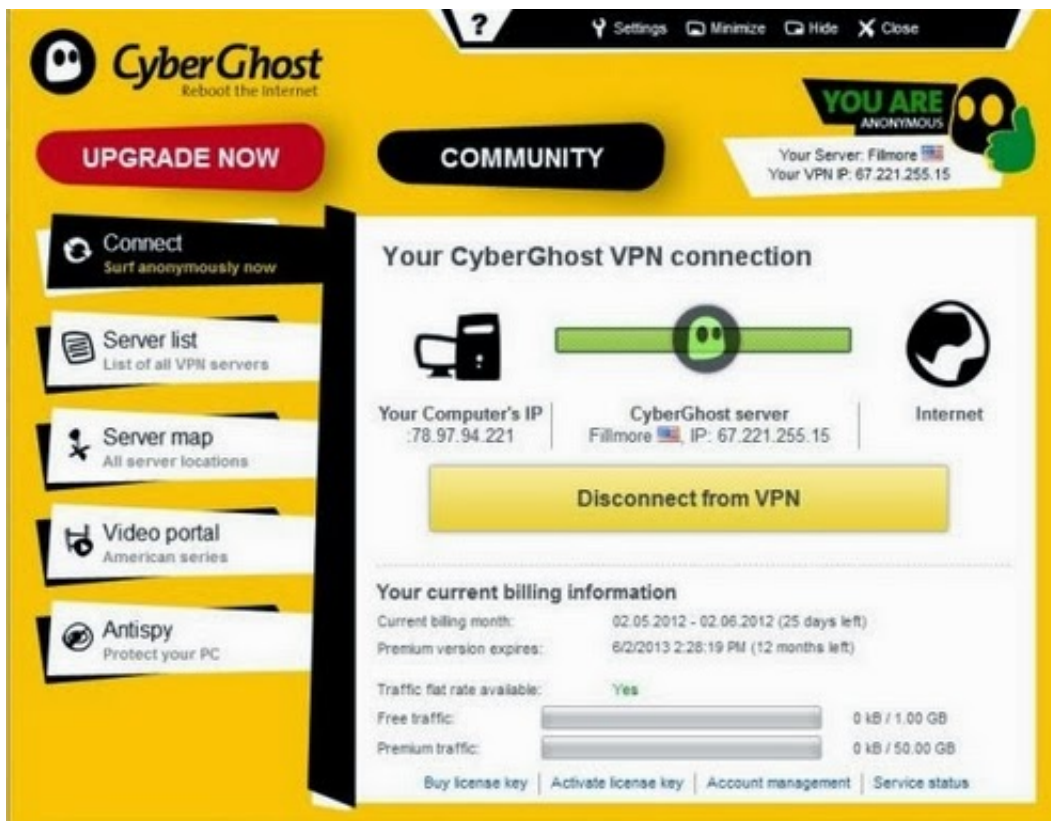 ?
Settings Minimize Hide Close
CyberGhost
Reboot the Internet
YOU ARE
ANONYMOUS
Your Server: Fillmore
Your VPN IP: 67.221.255.15
UPGRADE NOW
COMMUNITY
Connect
Surf anonymously now
Server list
List of all VPN servers
Server map
All server locations
Video portal
American series
Antispy
Protect your PC
Your CyberGhost VPN connection
Your Computer's IP
:78.97.94.221
CyberGhost server
Fillmore , IP: 67.221.255.15
Internet
Disconnect from VPN
Your current billing information
Current billing month: 02.05.2012 - 02.06.2012 (25 days left)
Premium version expires: 6/2/2013 2:28:19 PM (12 months left)
Traffic flat rate available: Yes
Free traffic: 0 kB / 1.00 GB
Premium traffic: 0 kB / 50.00 GB
Buy license key | Activate license key | Account management | Service status